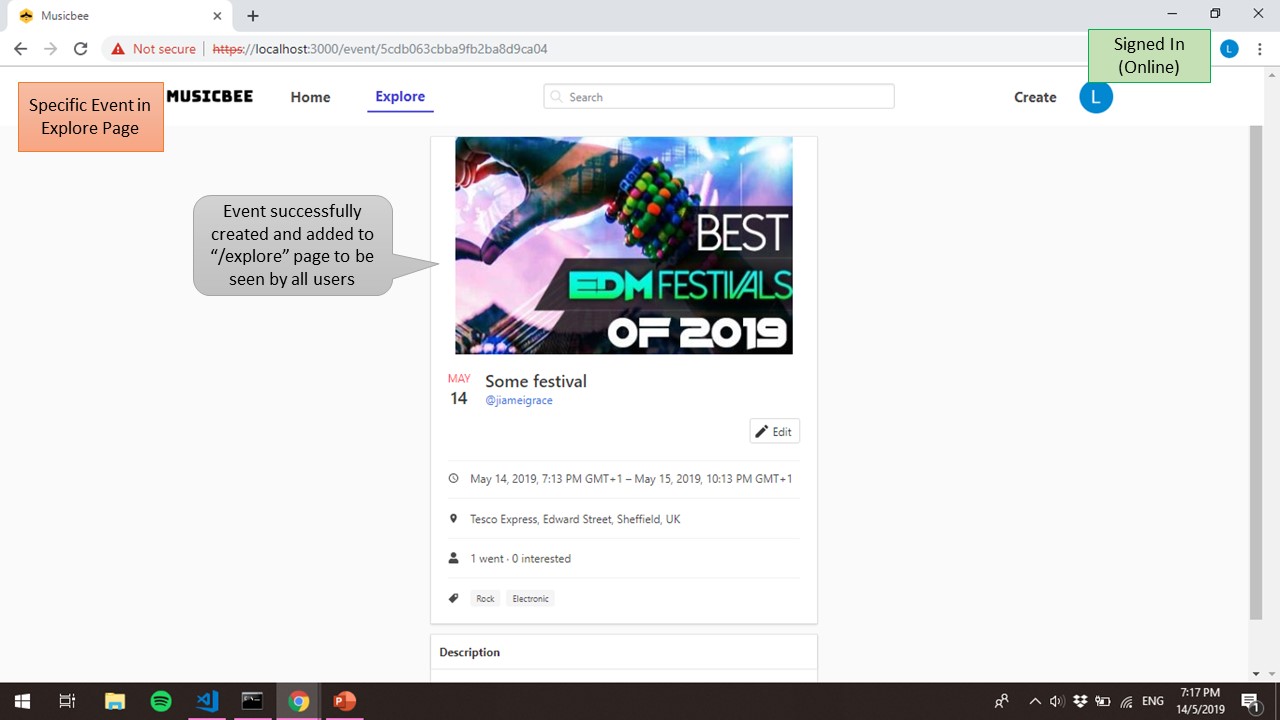 Musicbee
Not secure
https://localhost:3000/event/5cdb063cbba9fb2ba8d9ca04
L
Signed In
(Online)
Specific Event in
Explore Page
MUSICBEE
Home
Explore
Search
Create
L
Event successfully
created and added to
“/explore” page to be
seen by all users
BEST
EDM FESTIVALS
OF 2019
MAY
14
Some festival
@jiameigrace
Edit
May 14, 2019, 7:13 PM GMT+1 – May 15, 2019, 10:13 PM GMT+1
Tesco Express, Edward Street, Sheffield, UK
1 went · 0 interested
Rock
Electronic
Description
ENG
7:17 PM
14/5/2019
1